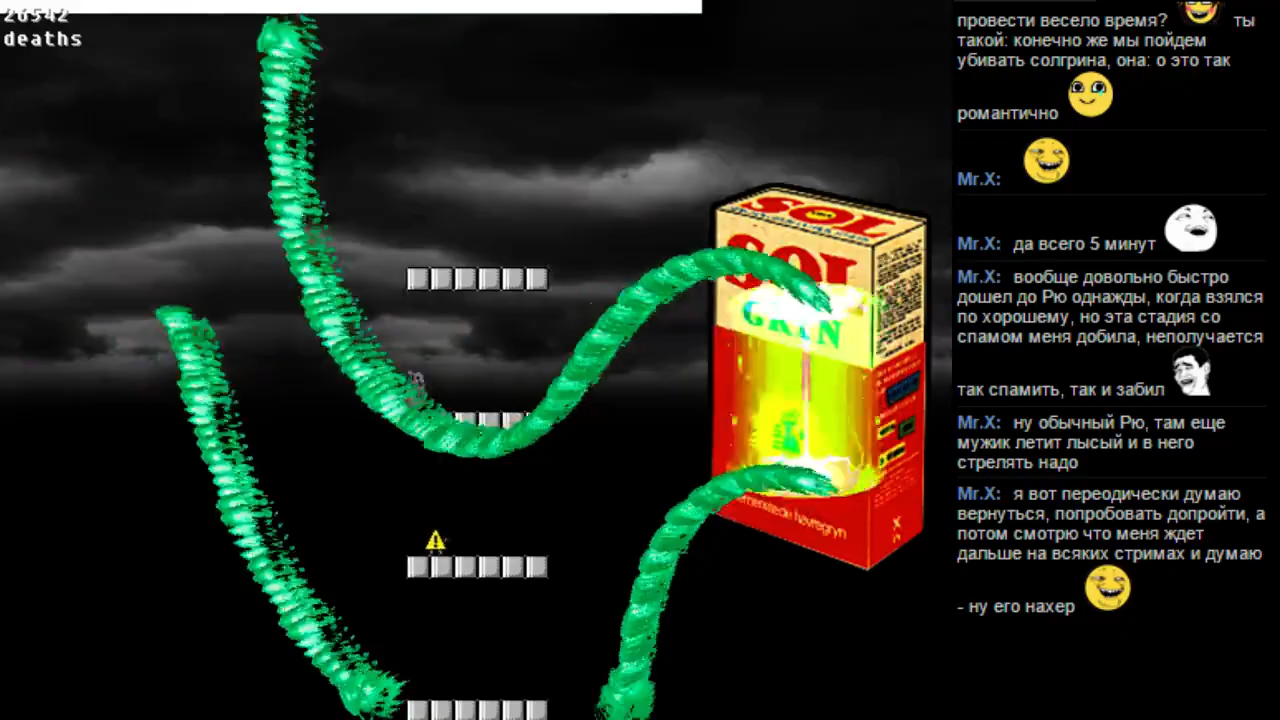 26542
deaths
SOL
SOL
GRYN
havregryn
провести весело время? ты
такой: конечно же мы пойдем
убивать солгрина, она: о это так
романтично
Mr.X:
Mr.X: да всего 5 минут
Mr.X: вообще довольно быстро
дошел до Рю однажды, когда взялся
по хорошему, но эта стадия со
спамом меня добила, неполучается
так спамить, так и забил
Mr.X: ну обычный Рю, там еще
мужик летит лысый и в него
стрелять надо
Mr.X: я вот переодически думаю
вернуться, попробовать допройти, а
потом смотрю что меня ждет
дальше на всяких стримах и думаю
- ну его нахер